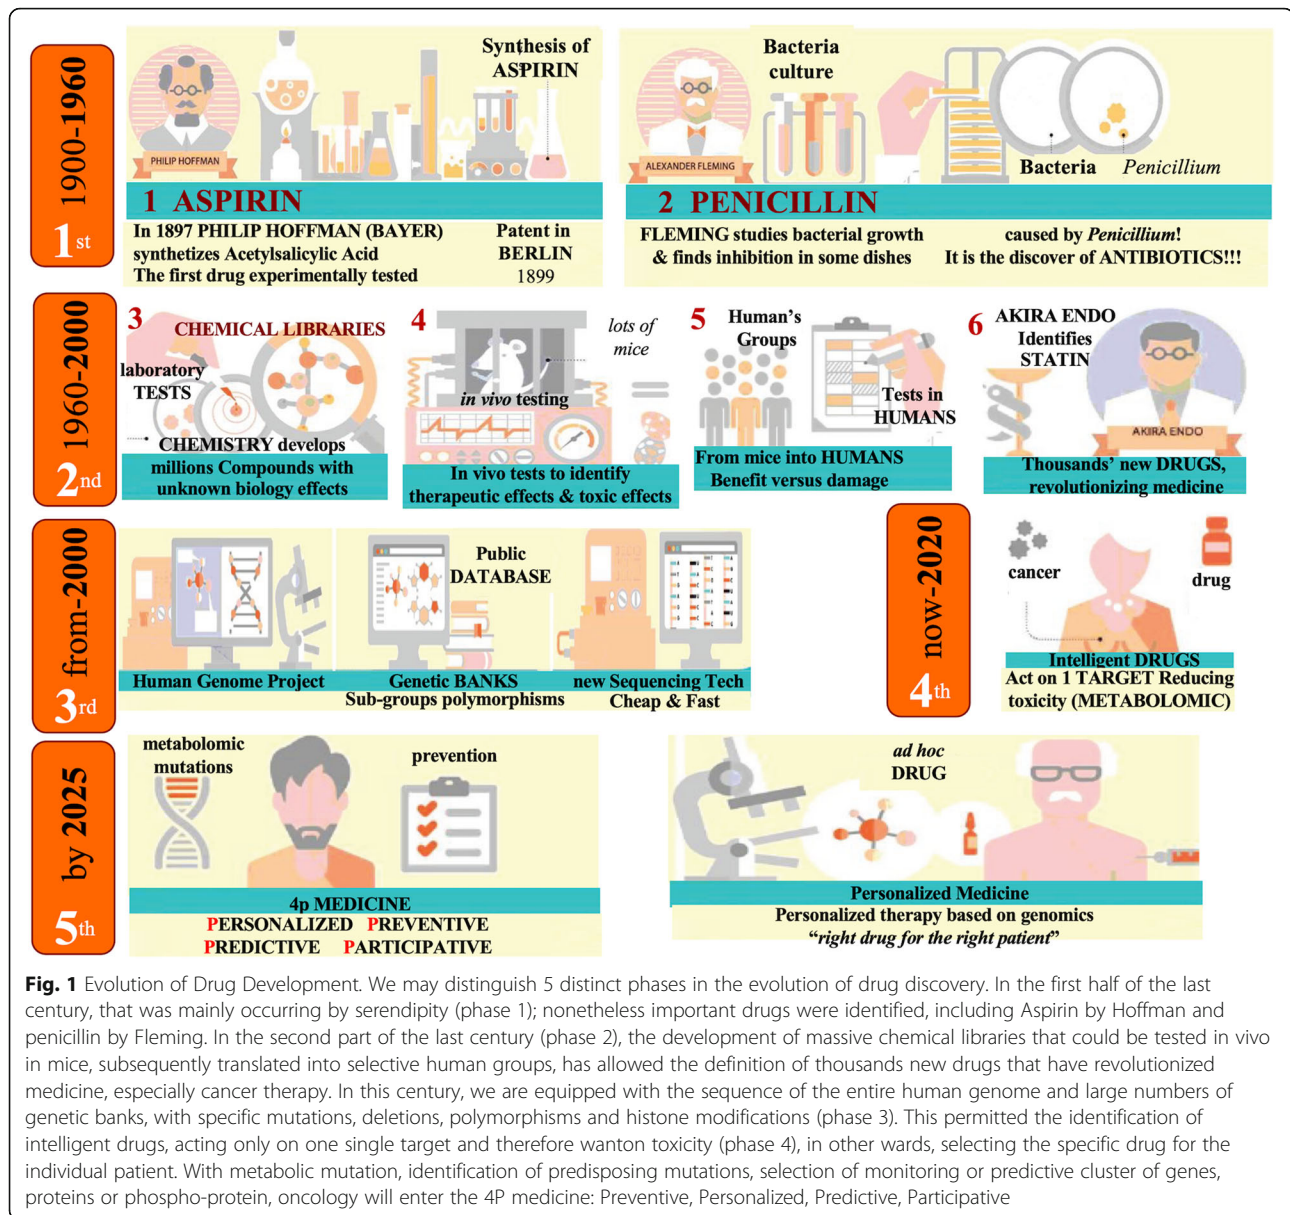 1st 1900-1960
Synthesis of
ASPIRIN
PHILIP HOFFMAN
1 ASPIRIN
In 1897 PHILIP HOFFMAN (BAYER)
synthetizes Acetylsalicylic Acid
The first drug experimentally tested
Patent in
BERLIN
1899
Bacteria
culture
ALEXANDER FLEMING
Bacteria
Penicillium
2 PENICILLIN
FLEMING studies bacterial growth
& finds inhibition in some dishes
caused by Penicillium!
It is the discover of ANTIBIOTICS!!!
2nd 1960-2000
3
CHEMICAL LIBRARIES
laboratory
TESTS
CHEMISTRY develops
millions Compounds with
unknown biology effects
4
lots of
mice
in vivo testing
In vivo tests to identify
therapeutic effects & toxic effects
5
Human's
Groups
Tests in
HUMANS
From mice into HUMANS
Benefit versus damage
6
AKIRA ENDO
Identifies
STATIN
AKIIRA ENDO
Thousands' new DRUGS,
revolutionizing medicine
3rd from-2000
Human Genome Project
Public
DATABASE
Genetic BANKS
Sub-groups polymorphisms
new Sequencing Tech
Cheap & Fast
4th now-2020
cancer
drug
Intelligent DRUGS
Act on 1 TARGET Reducing
toxicity (METABOLOMIC)
5th by 2025
metabolomic
mutations
prevention
4p MEDICINE
PERSONALIZED PREVENTIVE
PREDICTIVE PARTICIPATIVE
ad hoc
DRUG
Personalized Medicine
Personalized therapy based on genomics
“right drug for the right patient”
Fig. 1 Evolution of Drug Development. We may distinguish 5 distinct phases in the evolution of drug discovery. In the first half of the last
century, that was mainly occurring by serendipity (phase 1); nonetheless important drugs were identified, including Aspirin by Hoffman and
penicillin by Fleming. In the second part of the last century (phase 2), the development of massive chemical libraries that could be tested in vivo
in mice, subsequently translated into selective human groups, has allowed the definition of thousands new drugs that have revolutionized
medicine, especially cancer therapy. In this century, we are equipped with the sequence of the entire human genome and large numbers of
genetic banks, with specific mutations, deletions, polymorphisms and histone modifications (phase 3). This permitted the identification of
intelligent drugs, acting only on one single target and therefore wanton toxicity (phase 4), in other wards, selecting the specific drug for the
individual patient. With metabolic mutation, identification of predisposing mutations, selection of monitoring or predictive cluster of genes,
proteins or phospho-protein, oncology will enter the 4P medicine: Preventive, Personalized, Predictive, Participative